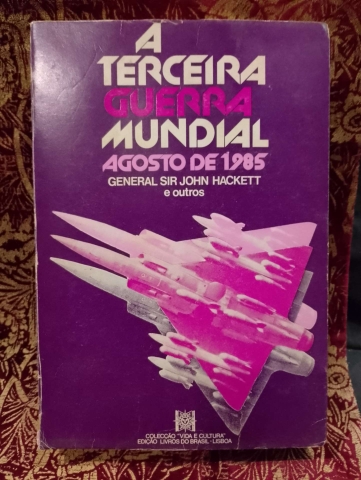 A
TERCEIRA
GUERRA
MUNDIAL
AGOSTO DE 1985
GENERAL SIR JOHN HACKETT
e outros
COLECÇÃO "VIDA E CULTURA"
EDIÇÃO LIVROS DO BRASIL - LISBOA